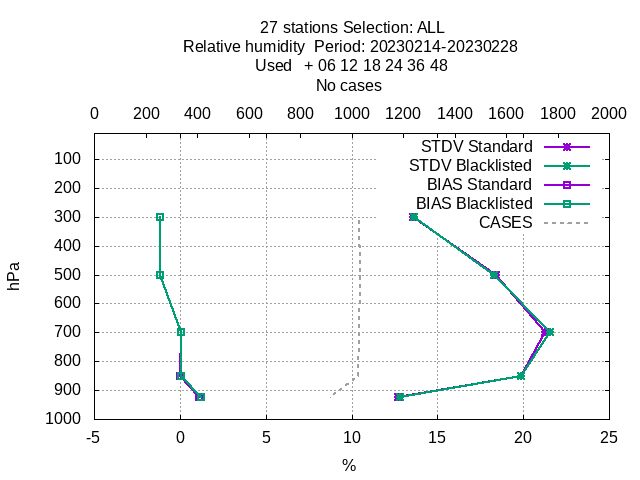 27 stations Selection: ALL
Relative humidity  Period: 20230214-20230228
Used   + 06 12 18 24 36 48
No cases
0 200 400 600 800 1000 1200 1400 1600 1800 2000
STDV Standard
STDV Blacklisted
BIAS Standard
BIAS Blacklisted
CASES
hPa
100
200
300
400
500
600
700
800
900
1000
-5 0 5 10 15 20 25
%